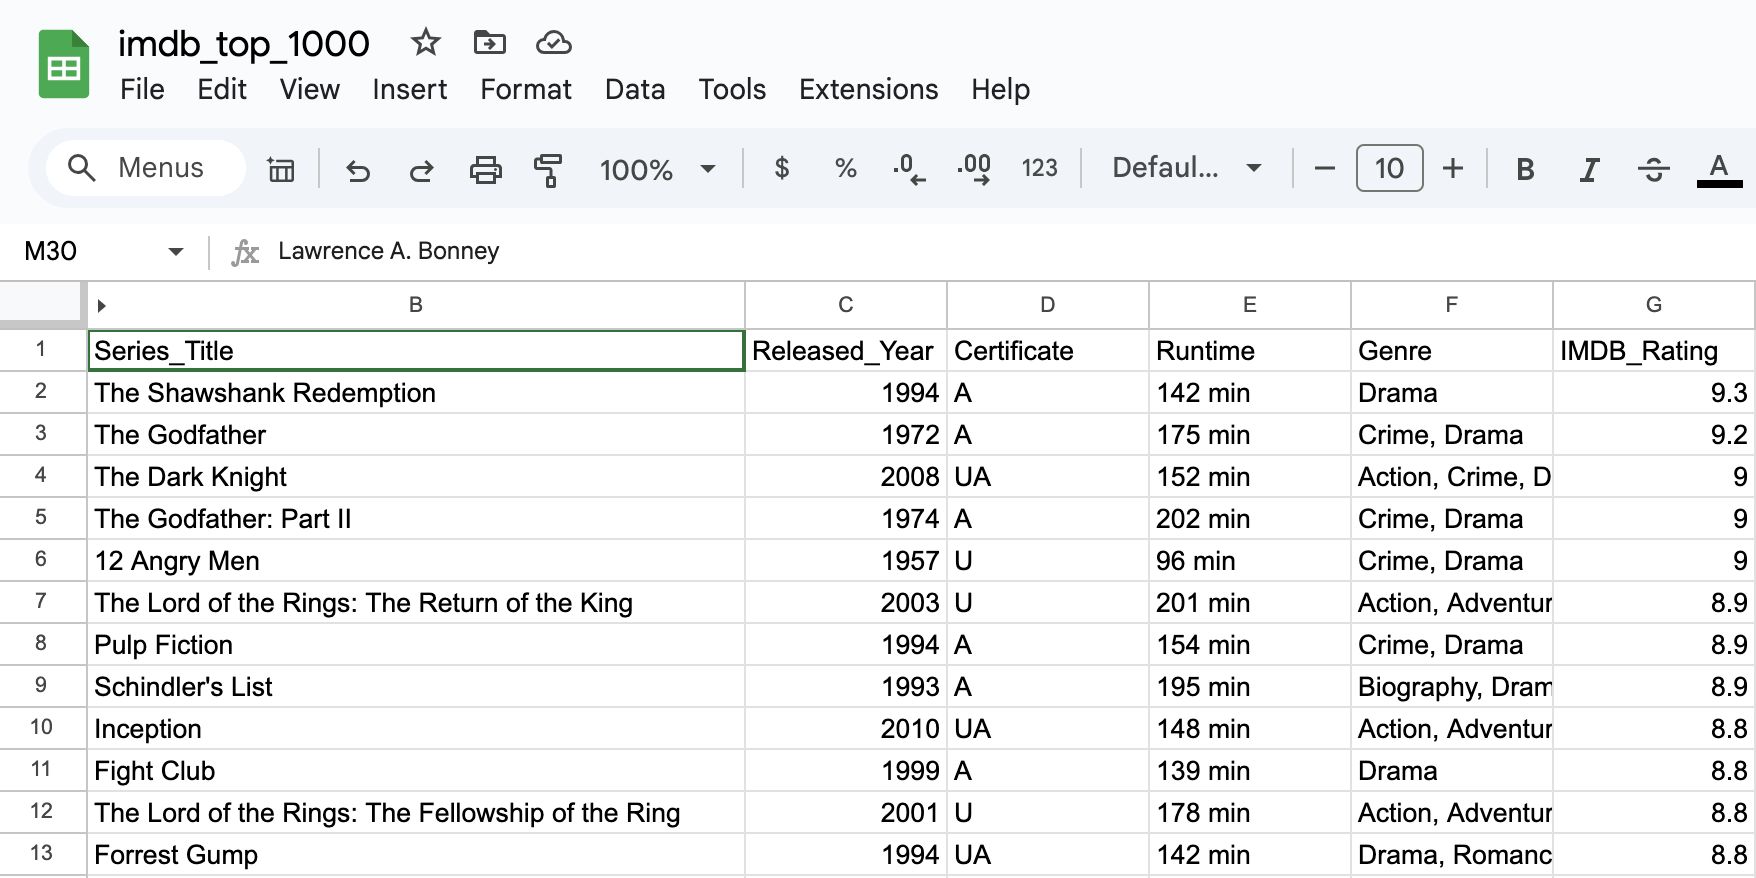 imdb_top_1000
File Edit View Insert Format Data Tools Extensions Help
Menus 100% $ % .0 .00 123 Defaul... 10 B I S A
M30 fx Lawrence A. Bonney
B C D E F G
1 Series_Title Released_Year Certificate Runtime Genre IMDB_Rating
2 The Shawshank Redemption 1994 A 142 min Drama 9.3
3 The Godfather 1972 A 175 min Crime, Drama 9.2
4 The Dark Knight 2008 UA 152 min Action, Crime, D 9
5 The Godfather: Part II 1974 A 202 min Crime, Drama 9
6 12 Angry Men 1957 U 96 min Crime, Drama 9
7 The Lord of the Rings: The Return of the King 2003 U 201 min Action, Adventur 8.9
8 Pulp Fiction 1994 A 154 min Crime, Drama 8.9
9 Schindler's List 1993 A 195 min Biography, Dram 8.9
10 Inception 2010 UA 148 min Action, Adventur 8.8
11 Fight Club 1999 A 139 min Drama 8.8
12 The Lord of the Rings: The Fellowship of the Ring 2001 U 178 min Action, Adventur 8.8
13 Forrest Gump 1994 UA 142 min Drama, Romanc 8.8